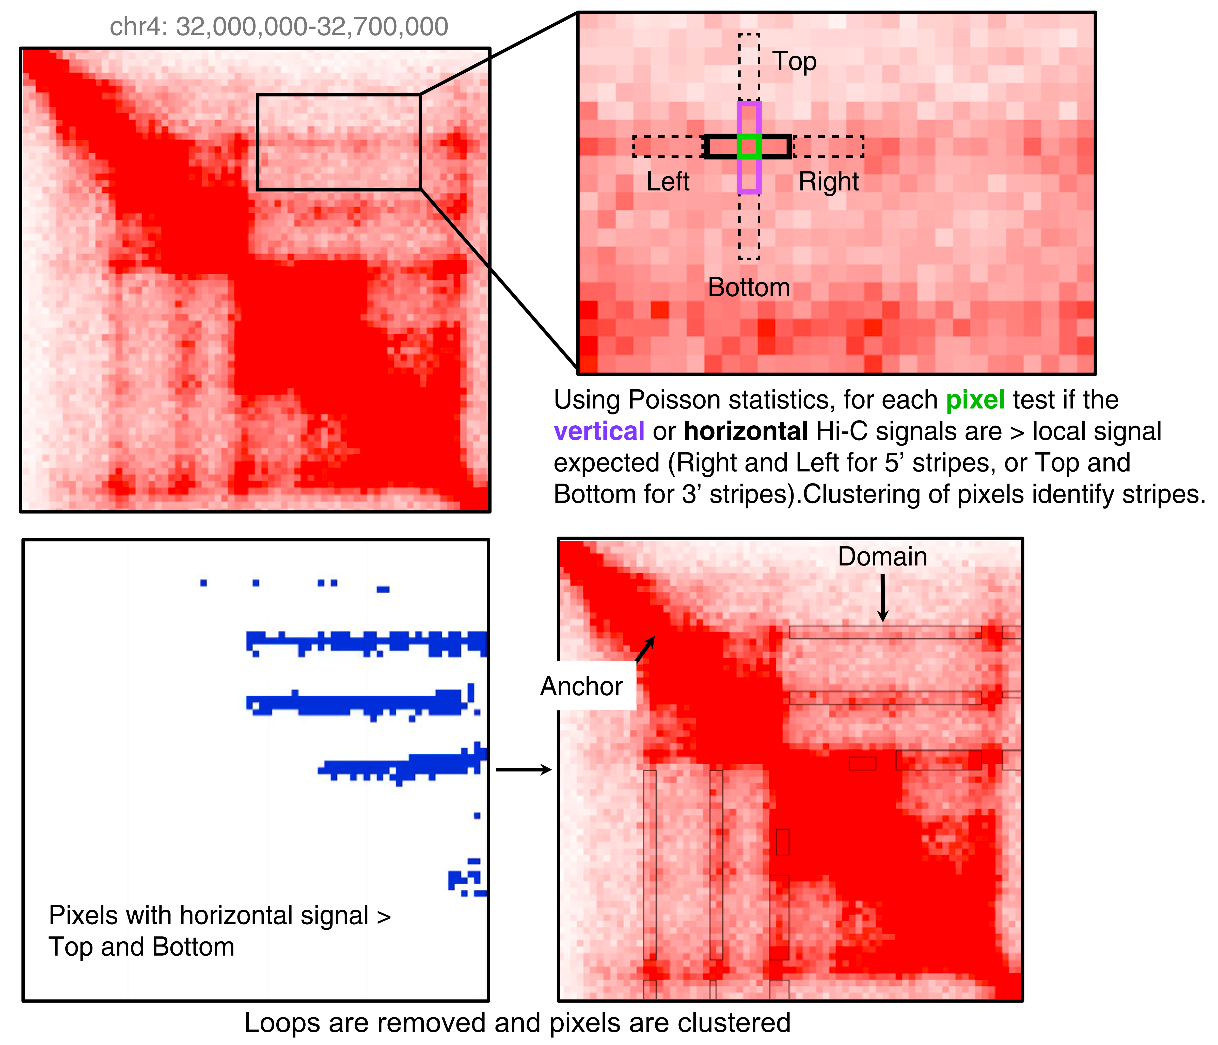 chr4: 32,000,000-32,700,000
Top
Left
Right
Bottom
Using Poisson statistics, for each pixel test if the
vertical or horizontal Hi-C signals are > local signal
expected (Right and Left for 5’ stripes, or Top and
Bottom for 3’ stripes).Clustering of pixels identify stripes.
Pixels with horizontal signal >
Top and Bottom
Domain
Anchor
Loops are removed and pixels are clustered